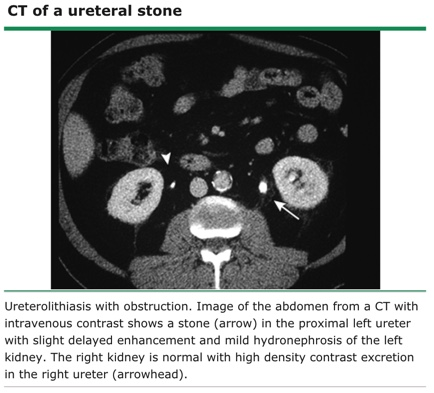 CT of a ureteral stone
Ureterolithiasis with obstruction. Image of the abdomen from a CT with
intravenous contrast shows a stone (arrow) in the proximal left ureter
with slight delayed enhancement and mild hydronephrosis of the left
kidney. The right kidney is normal with high density contrast excretion
in the right ureter (arrowhead).